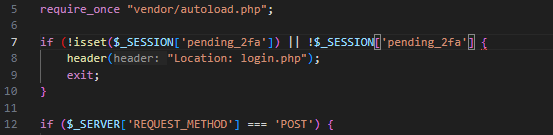 5 require_once "vendor/autoload.php";
6
7 if (!isset($_SESSION['pending_2fa']) || !$_SESSION['pending_2fa'] {
8 header(header: "Location: login.php");
9 exit;
10 }
11
12 if ($_SERVER['REQUEST_METHOD'] === 'POST') {